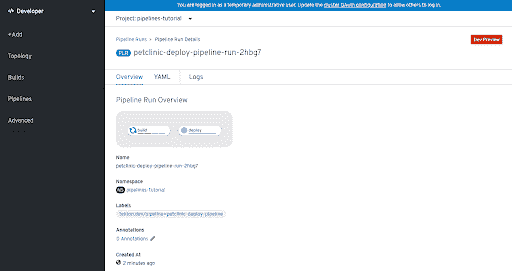 You are logged in as a temporary administrative user. Update the cluster OAuth configuration to allow others to log in.
Developer
Project: pipelines-tutorial
+Add
Topology
Builds
Pipelines
Advanced
Pipeline Runs > Pipeline Run Details
PLR petclinic-deploy-pipeline-run-2hbg7
Dev Preview
Overview YAML Logs
Pipeline Run Overview
build deploy
Name
petclinic-deploy-pipeline-run-2hbg7
Namespace
NS pipelines-tutorial
Labels
tekton.dev/pipeline=petclinic-deploy-pipeline
Annotations
0 Annotations
Created At
2 minutes ago